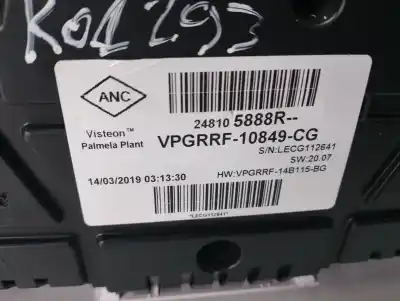 K01293
ANC
24810 5888R--
Visteon™
Palmela Plant
VPGRRF-10849-CG
S/N:LECG112641
SW:20.07
14/03/2019 03:13:30
HW:VPGRRF-14B115-BG
*LECG112641*